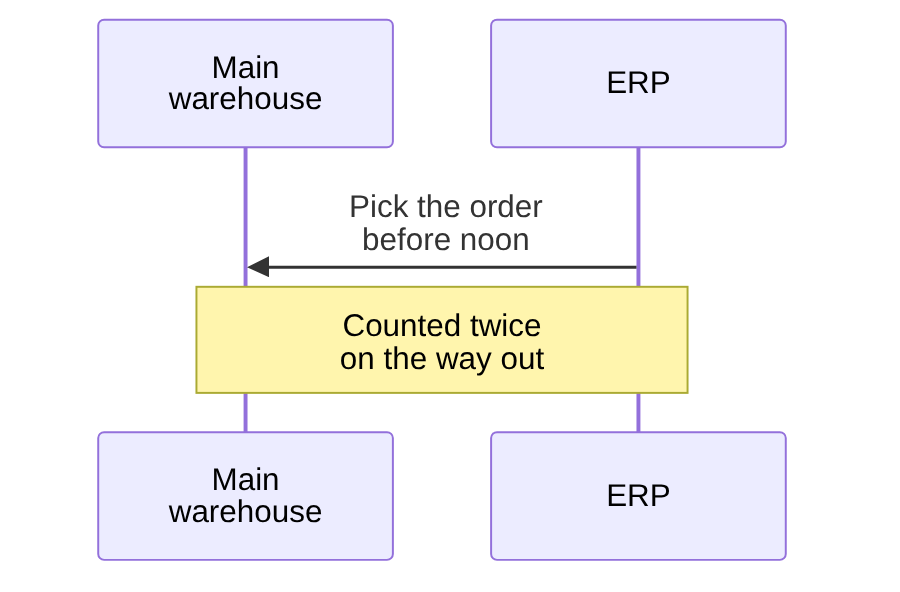 Main
warehouse
ERP
Pick the order
before noon
Counted twice
on the way out
Main
warehouse
ERP